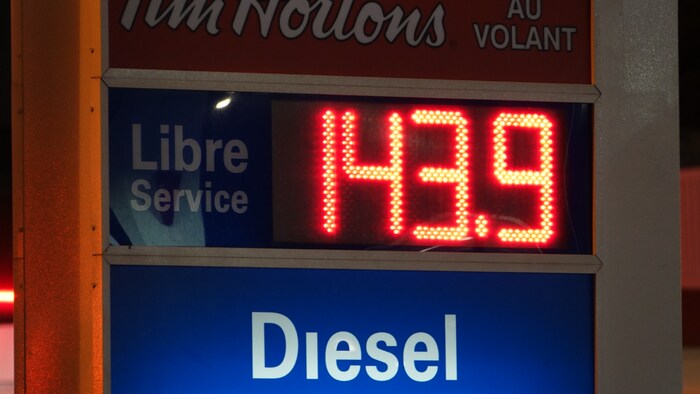 Tim Hortons
AU
VOLANT
Libre
Service
143.9
Diesel